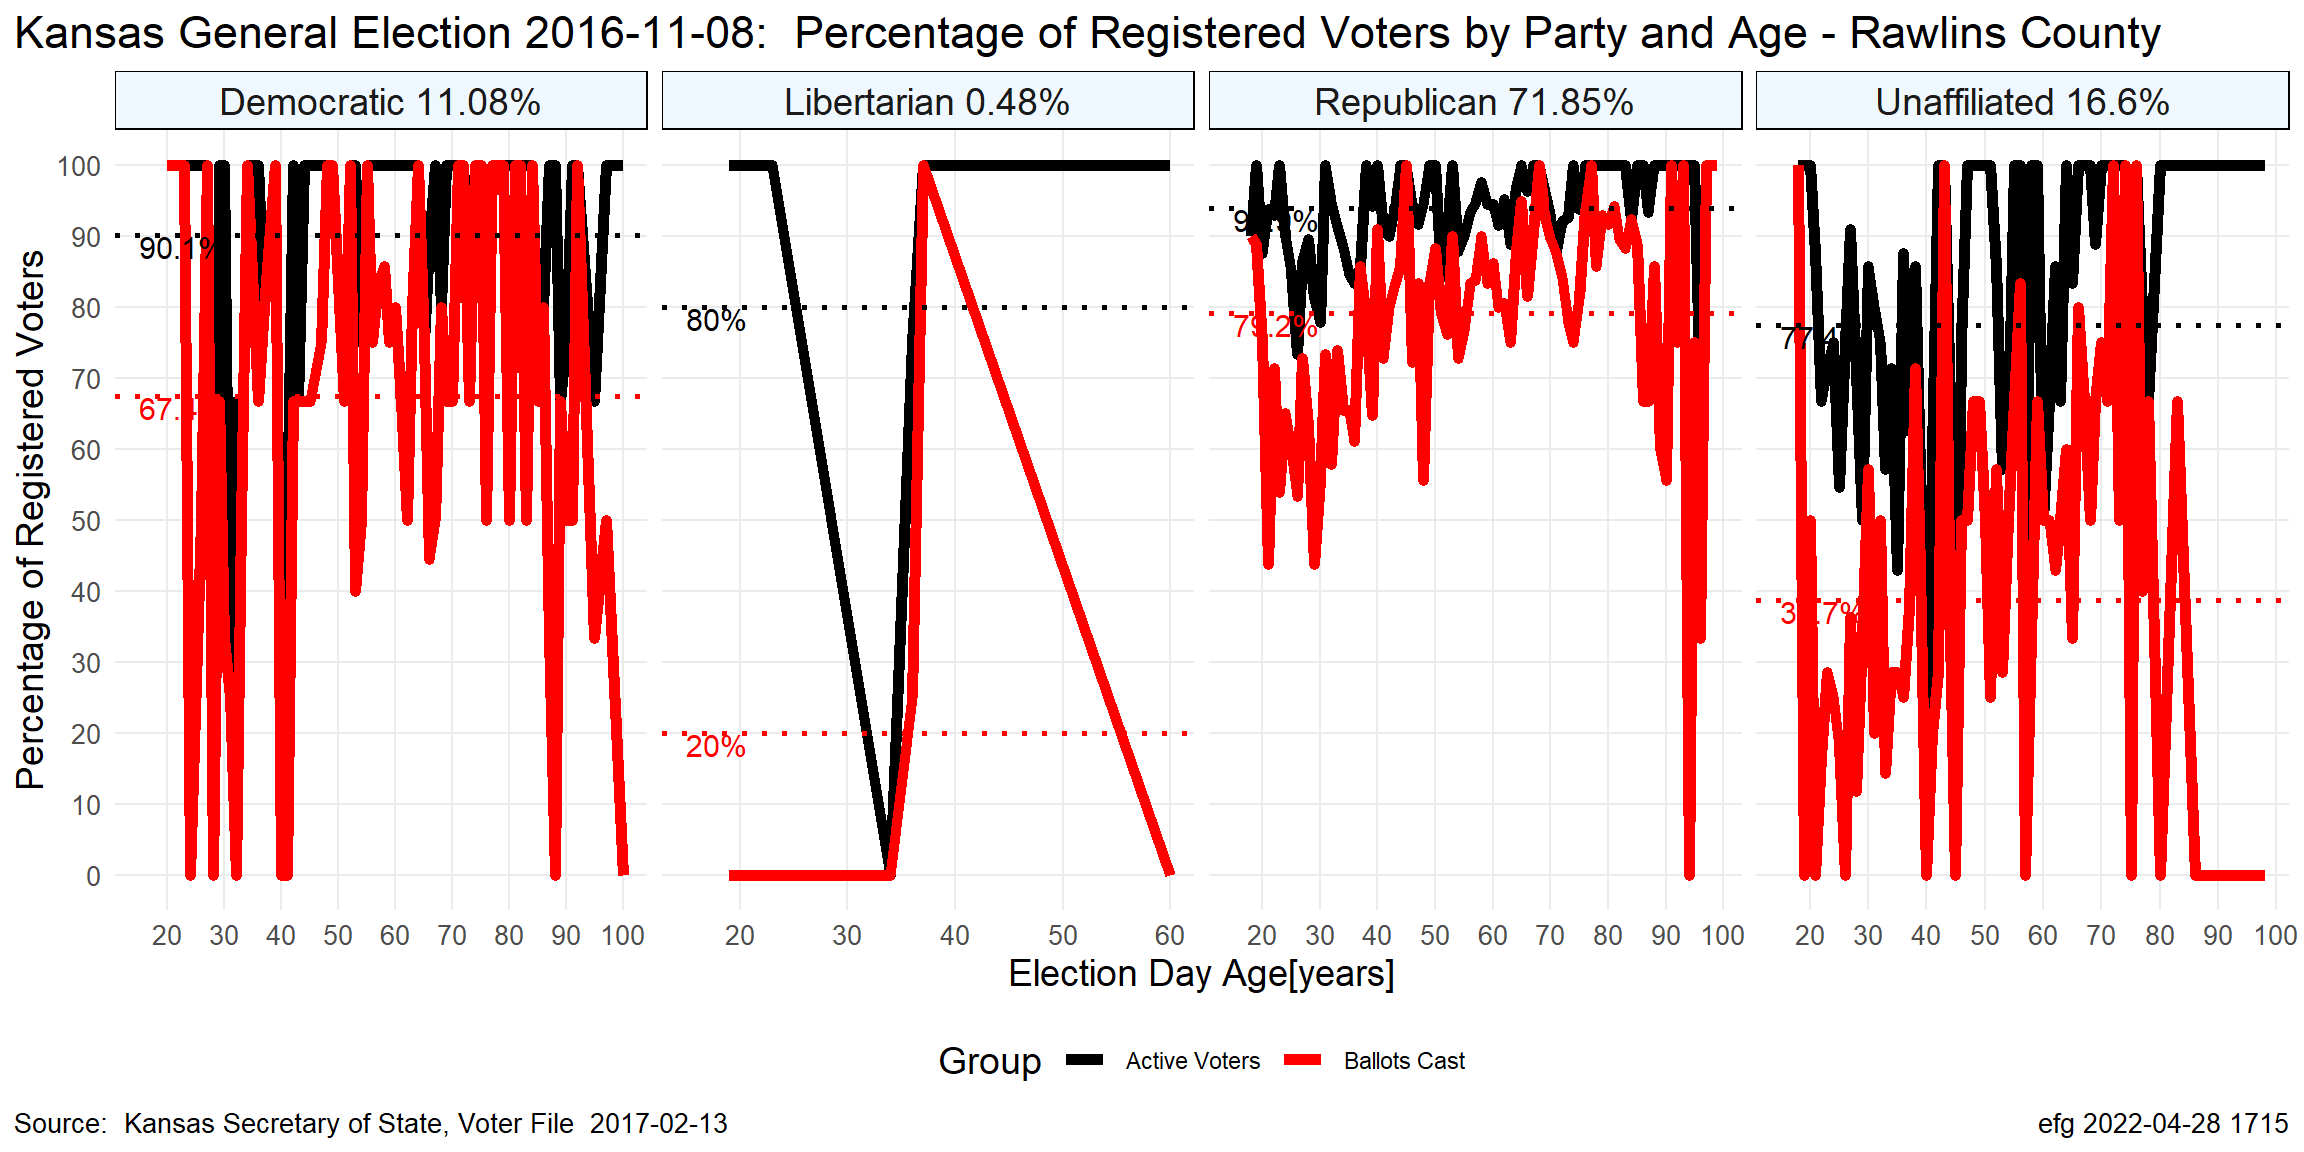 Kansas General Election 2016-11-08:  Percentage of Registered Voters by Party and Age - Rawlins County
Democratic 11.08%
Libertarian 0.48%
Republican 71.85%
Unaffiliated 16.6%
Percentage of Registered Voters
100
90
80
70
60
50
40
30
20
10
0
90.1%
80%
20%
79.2%
20 30 40 50 60 70 80 90 100
20 30 40 50 60
20 30 40 50 60 70 80 90 100
20 30 40 50 60 70 80 90 100
Election Day Age[years]
Group Active Voters Ballots Cast
Source:  Kansas Secretary of State, Voter File  2017-02-13
efg 2022-04-28 1715